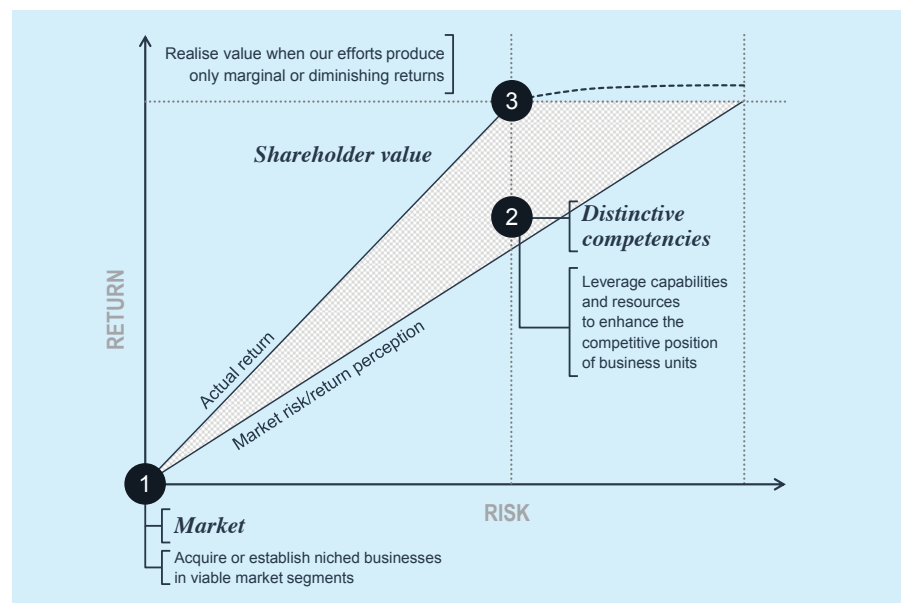 Realise value when our efforts produce
only marginal or diminishing returns
3
Shareholder value
2
Distinctive
competencies
Leverage capabilities
and resources
to enhance the
competitive position
of business units
RETURN
Actual return
Market risk/return perception
1
RISK
Market
Acquire or establish niched businesses
in viable market segments